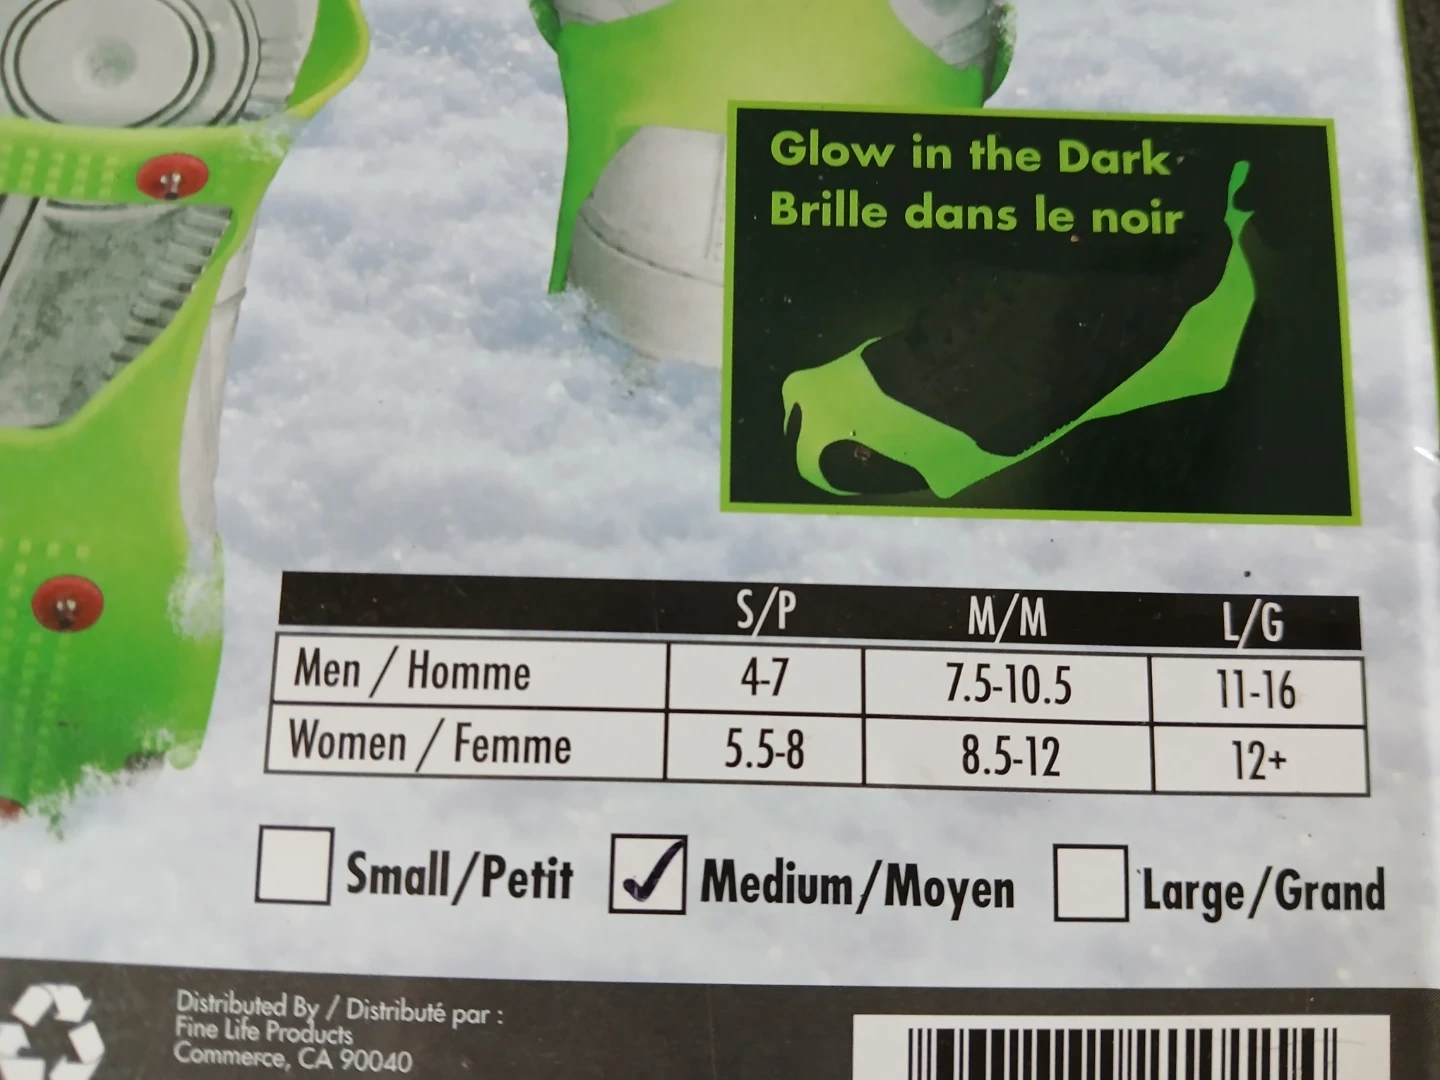 Glow in the Dark
Brille dans le noir
S/P M/M L/G
Men / Homme 4-7 7.5-10.5 11-16
Women / Femme 5.5-8 8.5-12 12+
Small/Petit Medium/Moyen Large/Grand
Distributed By / Distribué par :
Fine Life Products
Commerce, CA 90040